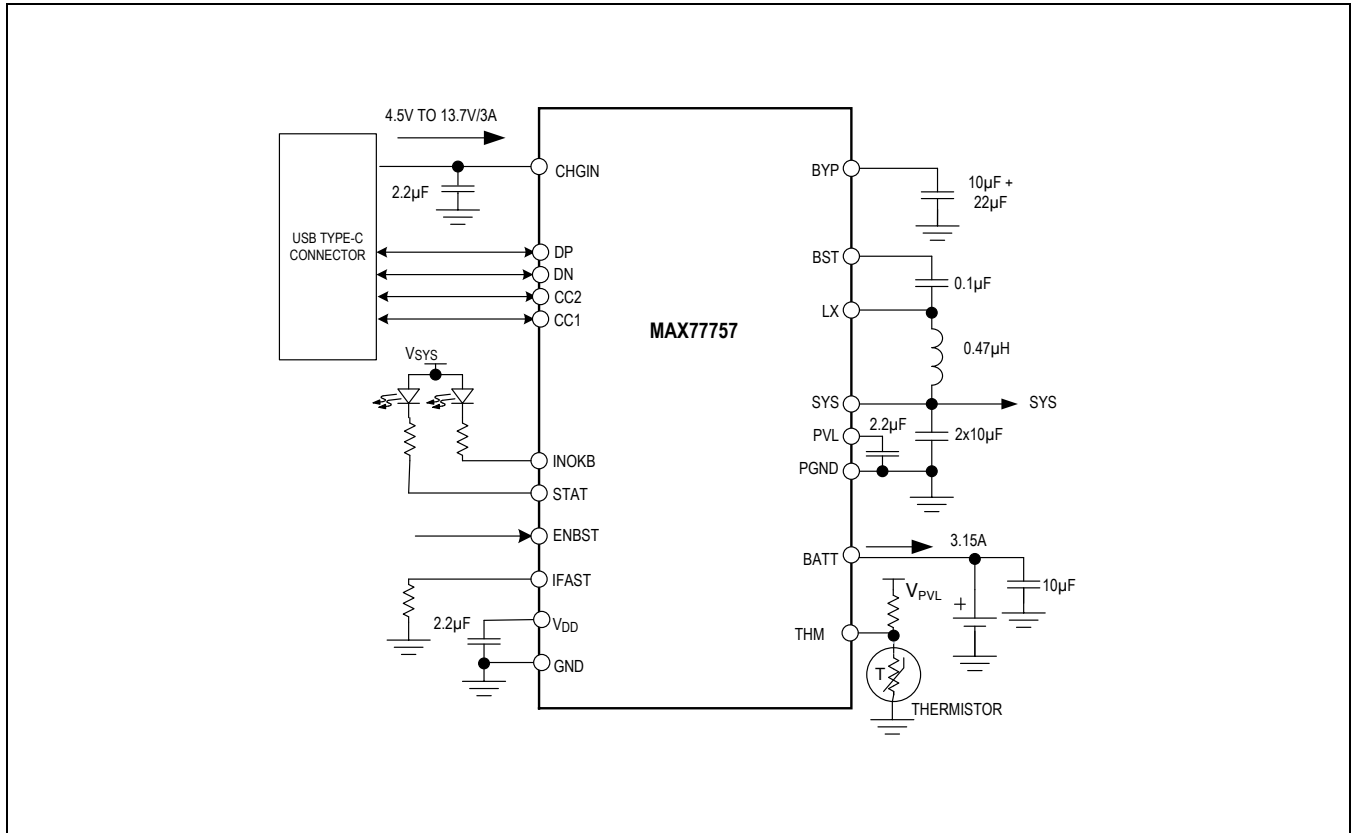 4.5V TO 13.7V/3A
CHGIN
2.2µF
USB TYPE-C
CONNECTOR
DP
DN
CC2
CC1
VSYS
INOKB
STAT
ENBST
IFAST
2.2µF
VDD
GND
MAX77757
BYP
10µF +
22µF
BST
0.1µF
LX
0.47µH
SYS
SYS
2.2µF
PVL
2x10µF
PGND
3.15A
BATT
10µF
VPVL
+
THM
T
THERMISTOR